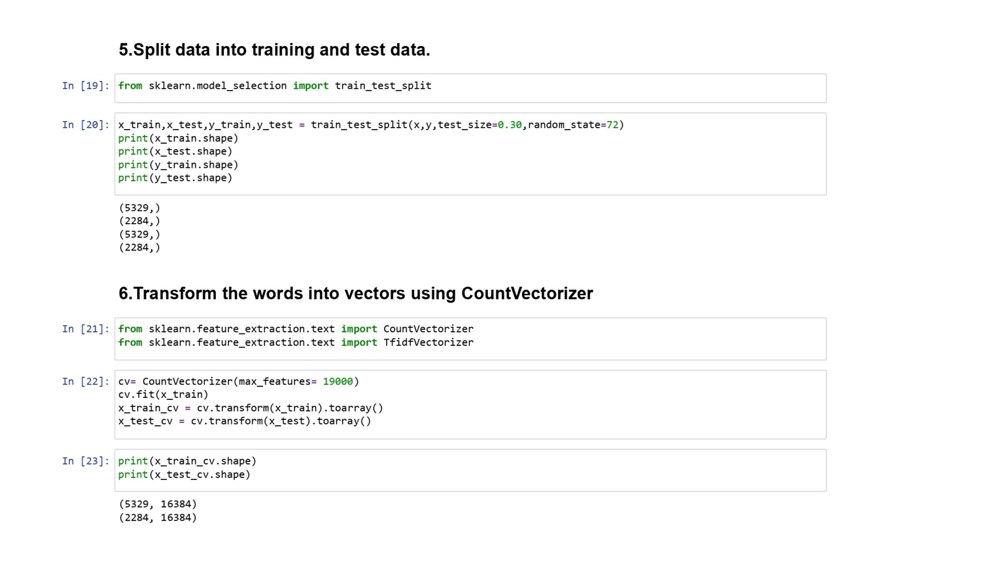 5.Split data into training and test data.
In [19]: from sklearn.model_selection import train_test_split
In [20]: x_train,x_test,y_train,y_test = train_test_split(x,y,test_size=0.30,random_state=72)
print(x_train.shape)
print(x_test.shape)
print(y_train.shape)
print(y_test.shape)
(5329,)
(2284,)
(5329,)
(2284,)
6.Transform the words into vectors using CountVectorizer
In [21]: from sklearn.feature_extraction.text import CountVectorizer
from sklearn.feature_extraction.text import TfidfVectorizer
In [22]: cv= CountVectorizer(max_features= 19000)
cv.fit(x_train)
x_train_cv = cv.transform(x_train).toarray()
x_test_cv = cv.transform(x_test).toarray()
In [23]: print(x_train_cv.shape)
print(x_test_cv.shape)
(5329, 16384)
(2284, 16384)